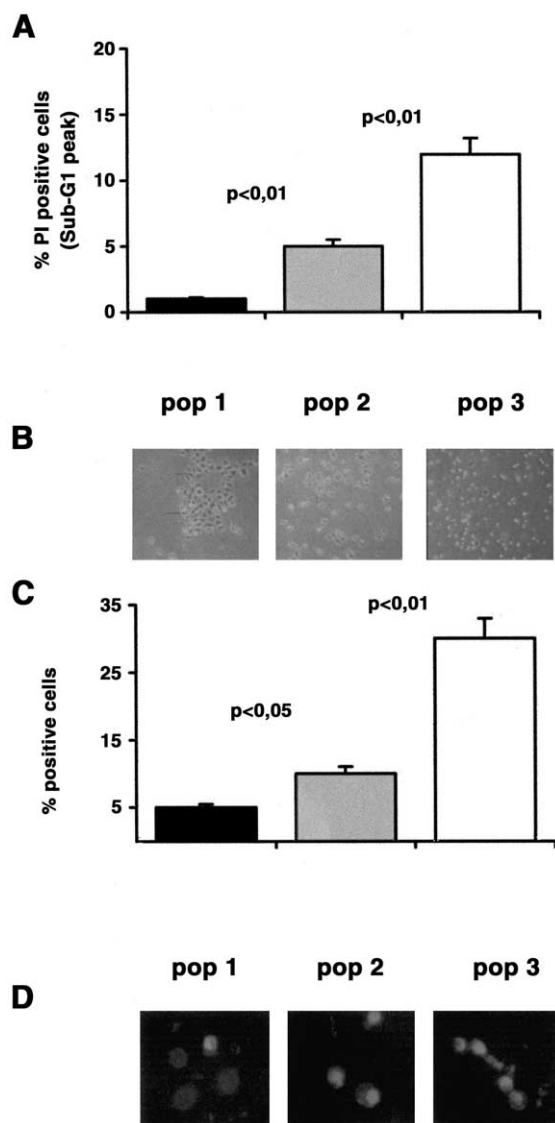 A
% PI positive cells
(Sub-G1 peak)
20
15
10
5
0
p<0,01
p<0,01
pop 1 pop 2 pop 3
B
C
% positive cells
35
25
15
5
p<0,01
p<0,05
pop 1 pop 2 pop 3
D